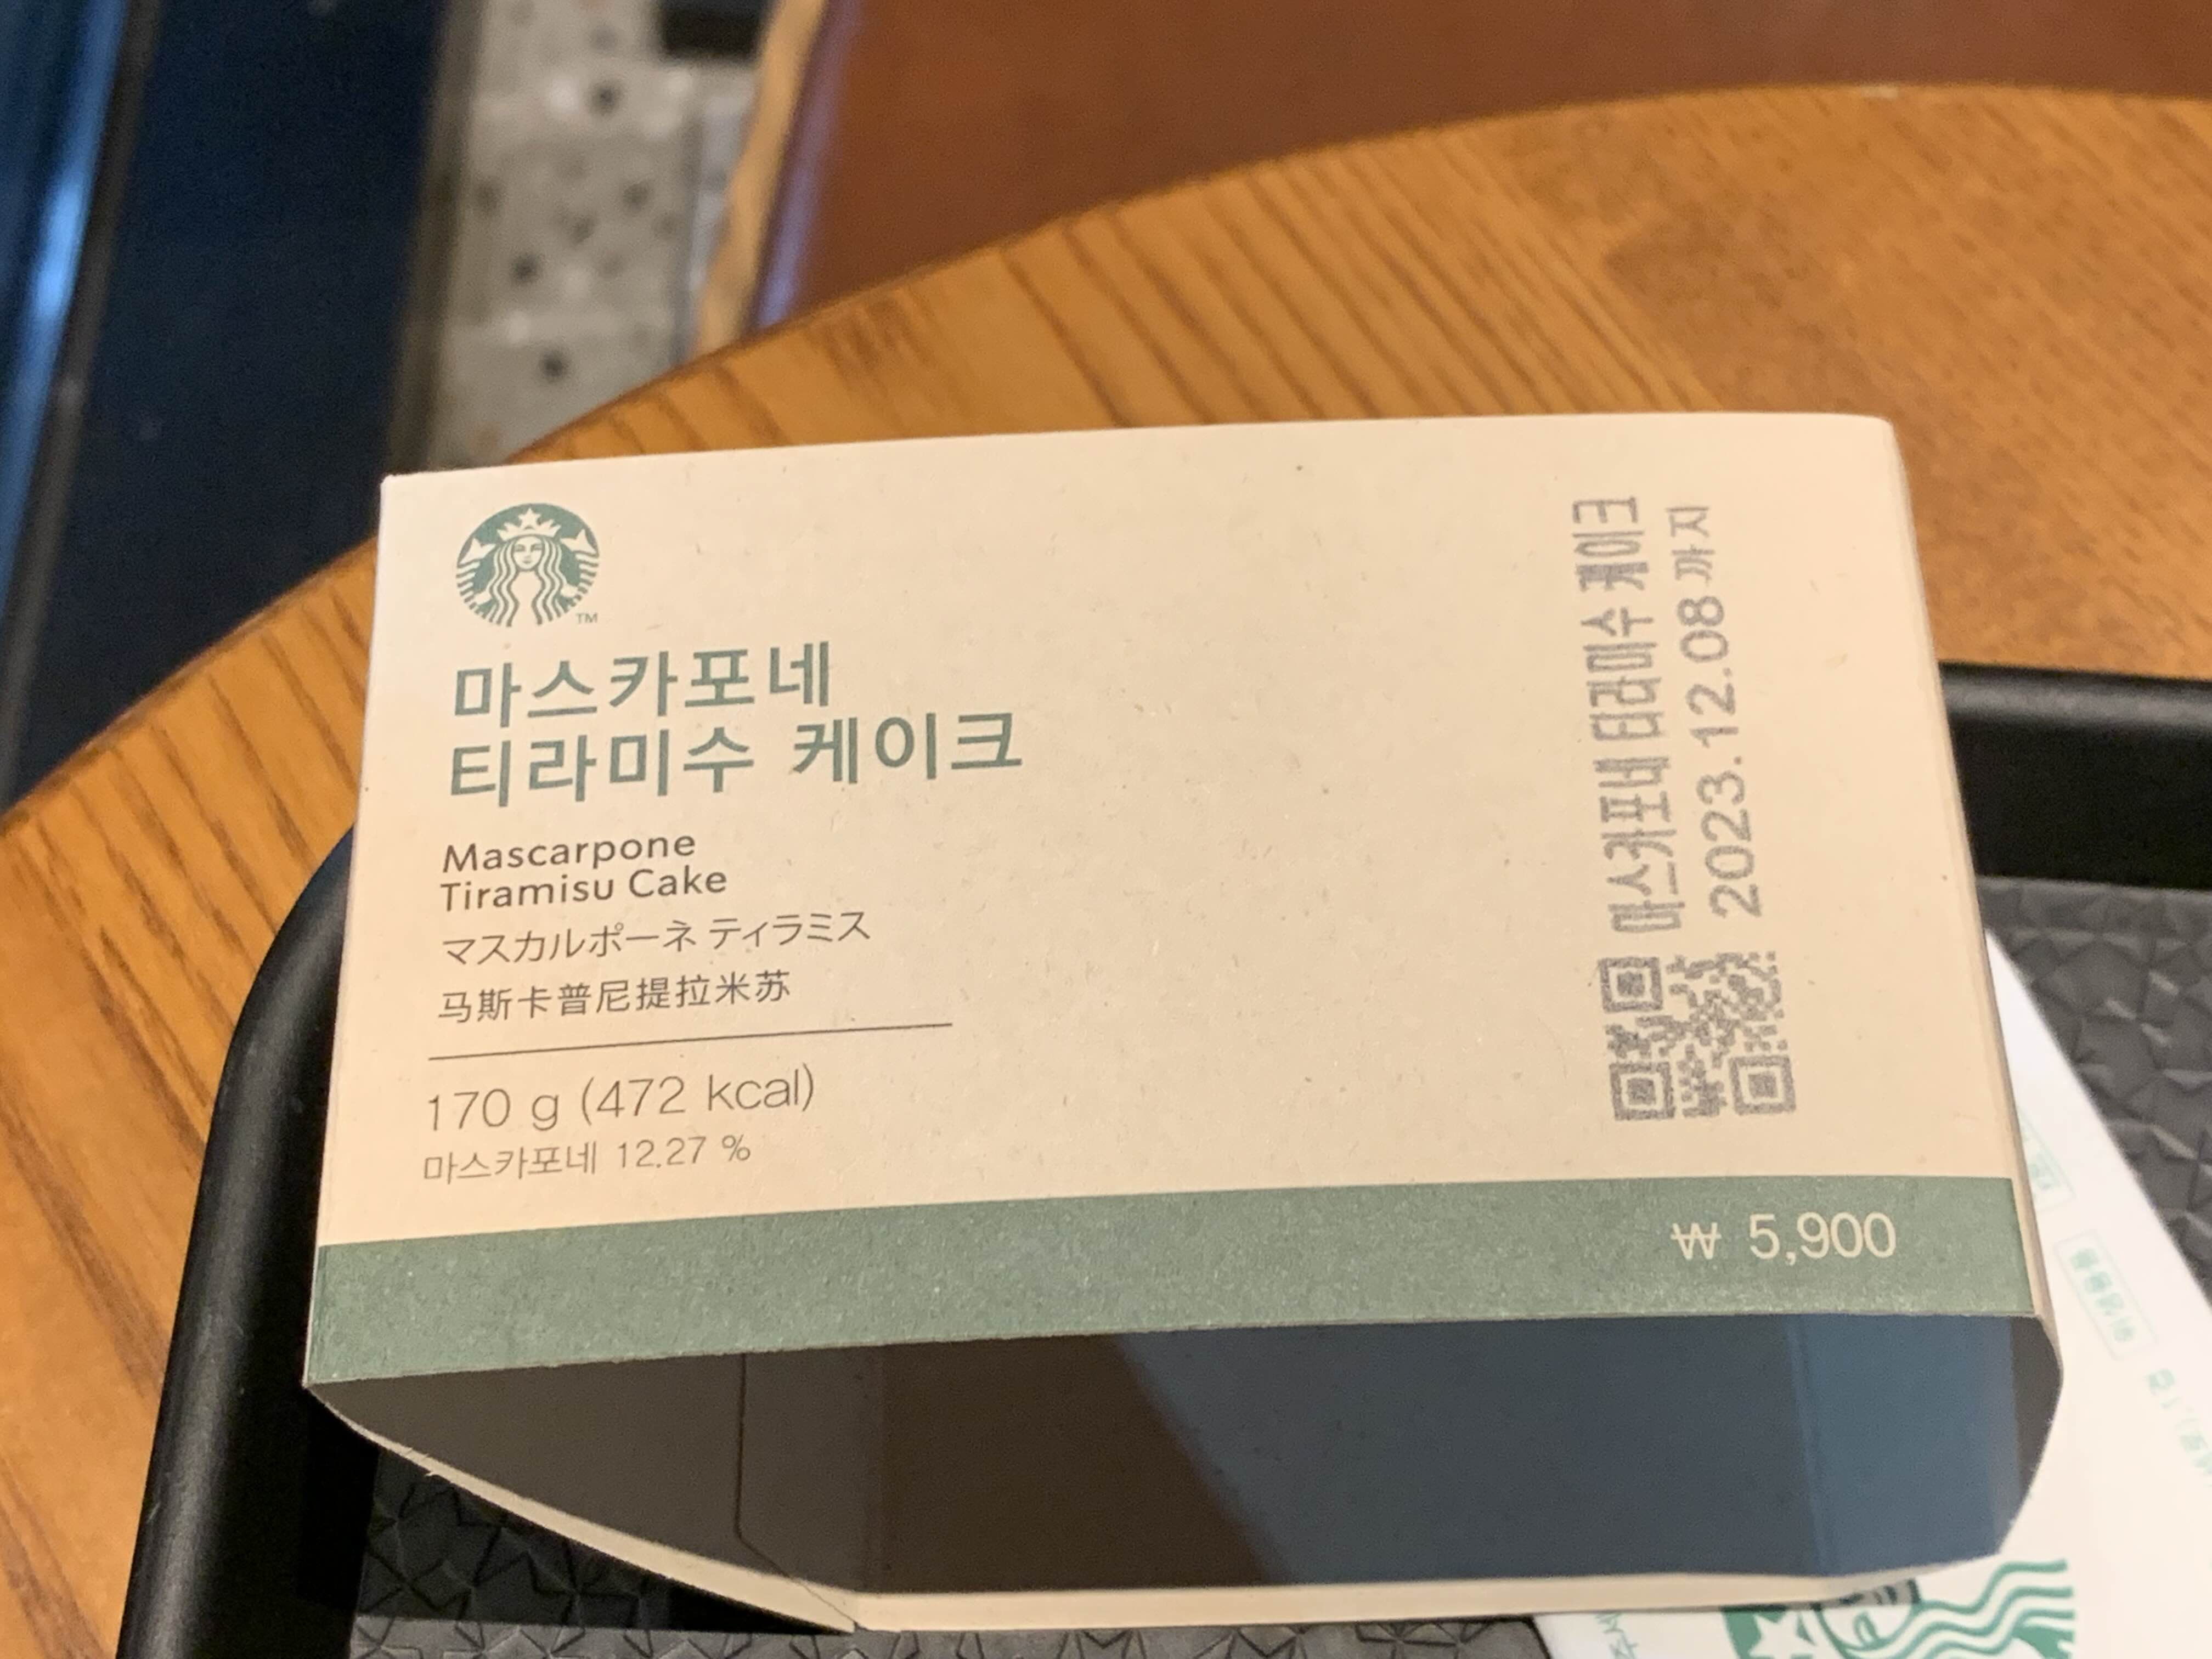 TM
마스카포네
티라미수 케이크
Mascarpone
Tiramisu Cake
マスカルポーネ ティラミス
马斯卡普尼提拉米苏
170 g (472 kcal)
마스카포네 12.27 %
마스카포네 티라미수 케이크
2023.12.08까지
₩ 5,900